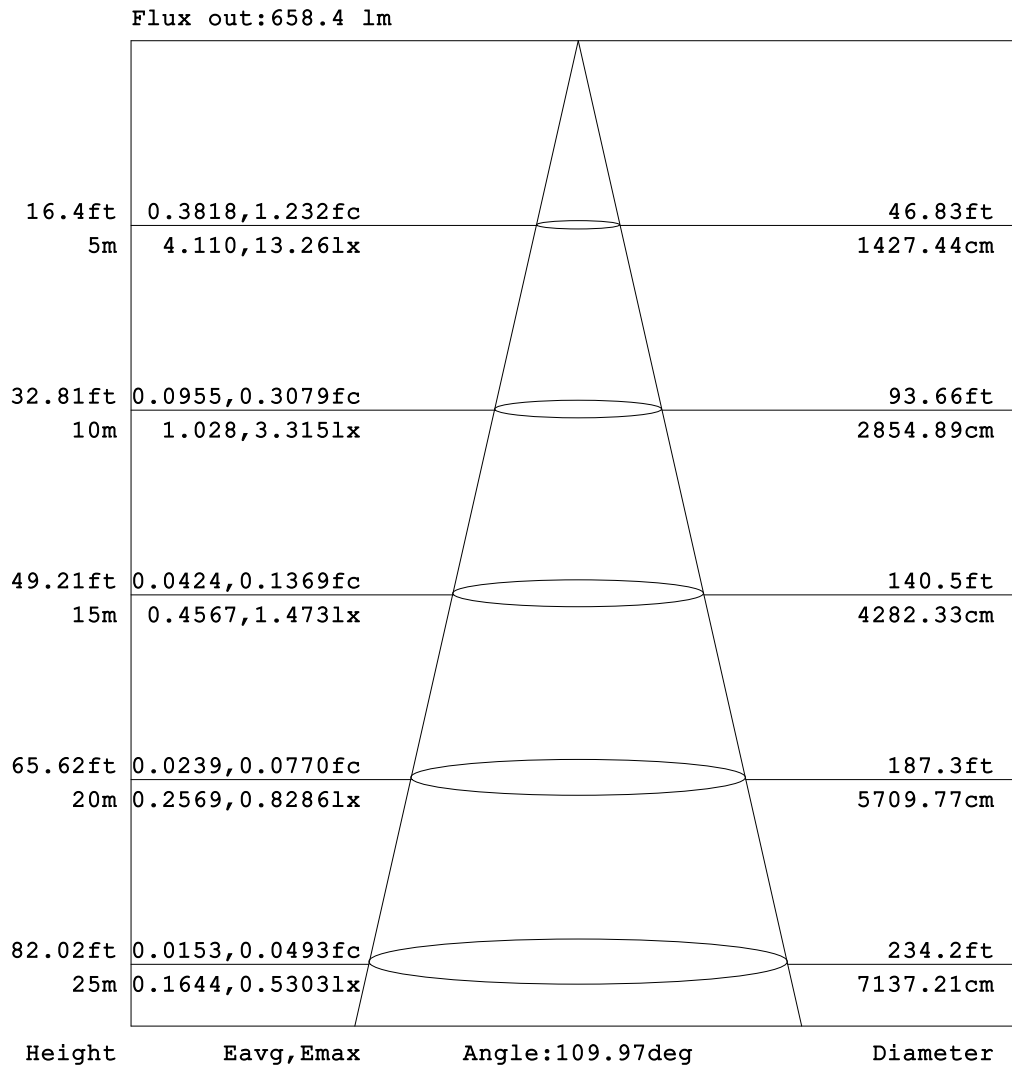 Flux out:658.4 lm
16.4ft 0.3818,1.232fc 46.83ft
5m 4.110,13.26lx 1427.44cm
32.81ft 0.0955,0.3079fc 93.66ft
10m 1.028,3.315lx 2854.89cm
49.21ft 0.0424,0.1369fc 140.5ft
15m 0.4567,1.473lx 4282.33cm
65.62ft 0.0239,0.0770fc 187.3ft
20m 0.2569,0.8286lx 5709.77cm
82.02ft 0.0153,0.0493fc 234.2ft
25m 0.1644,0.5303lx 7137.21cm
Height Eavg,Emax Angle:109.97deg Diameter